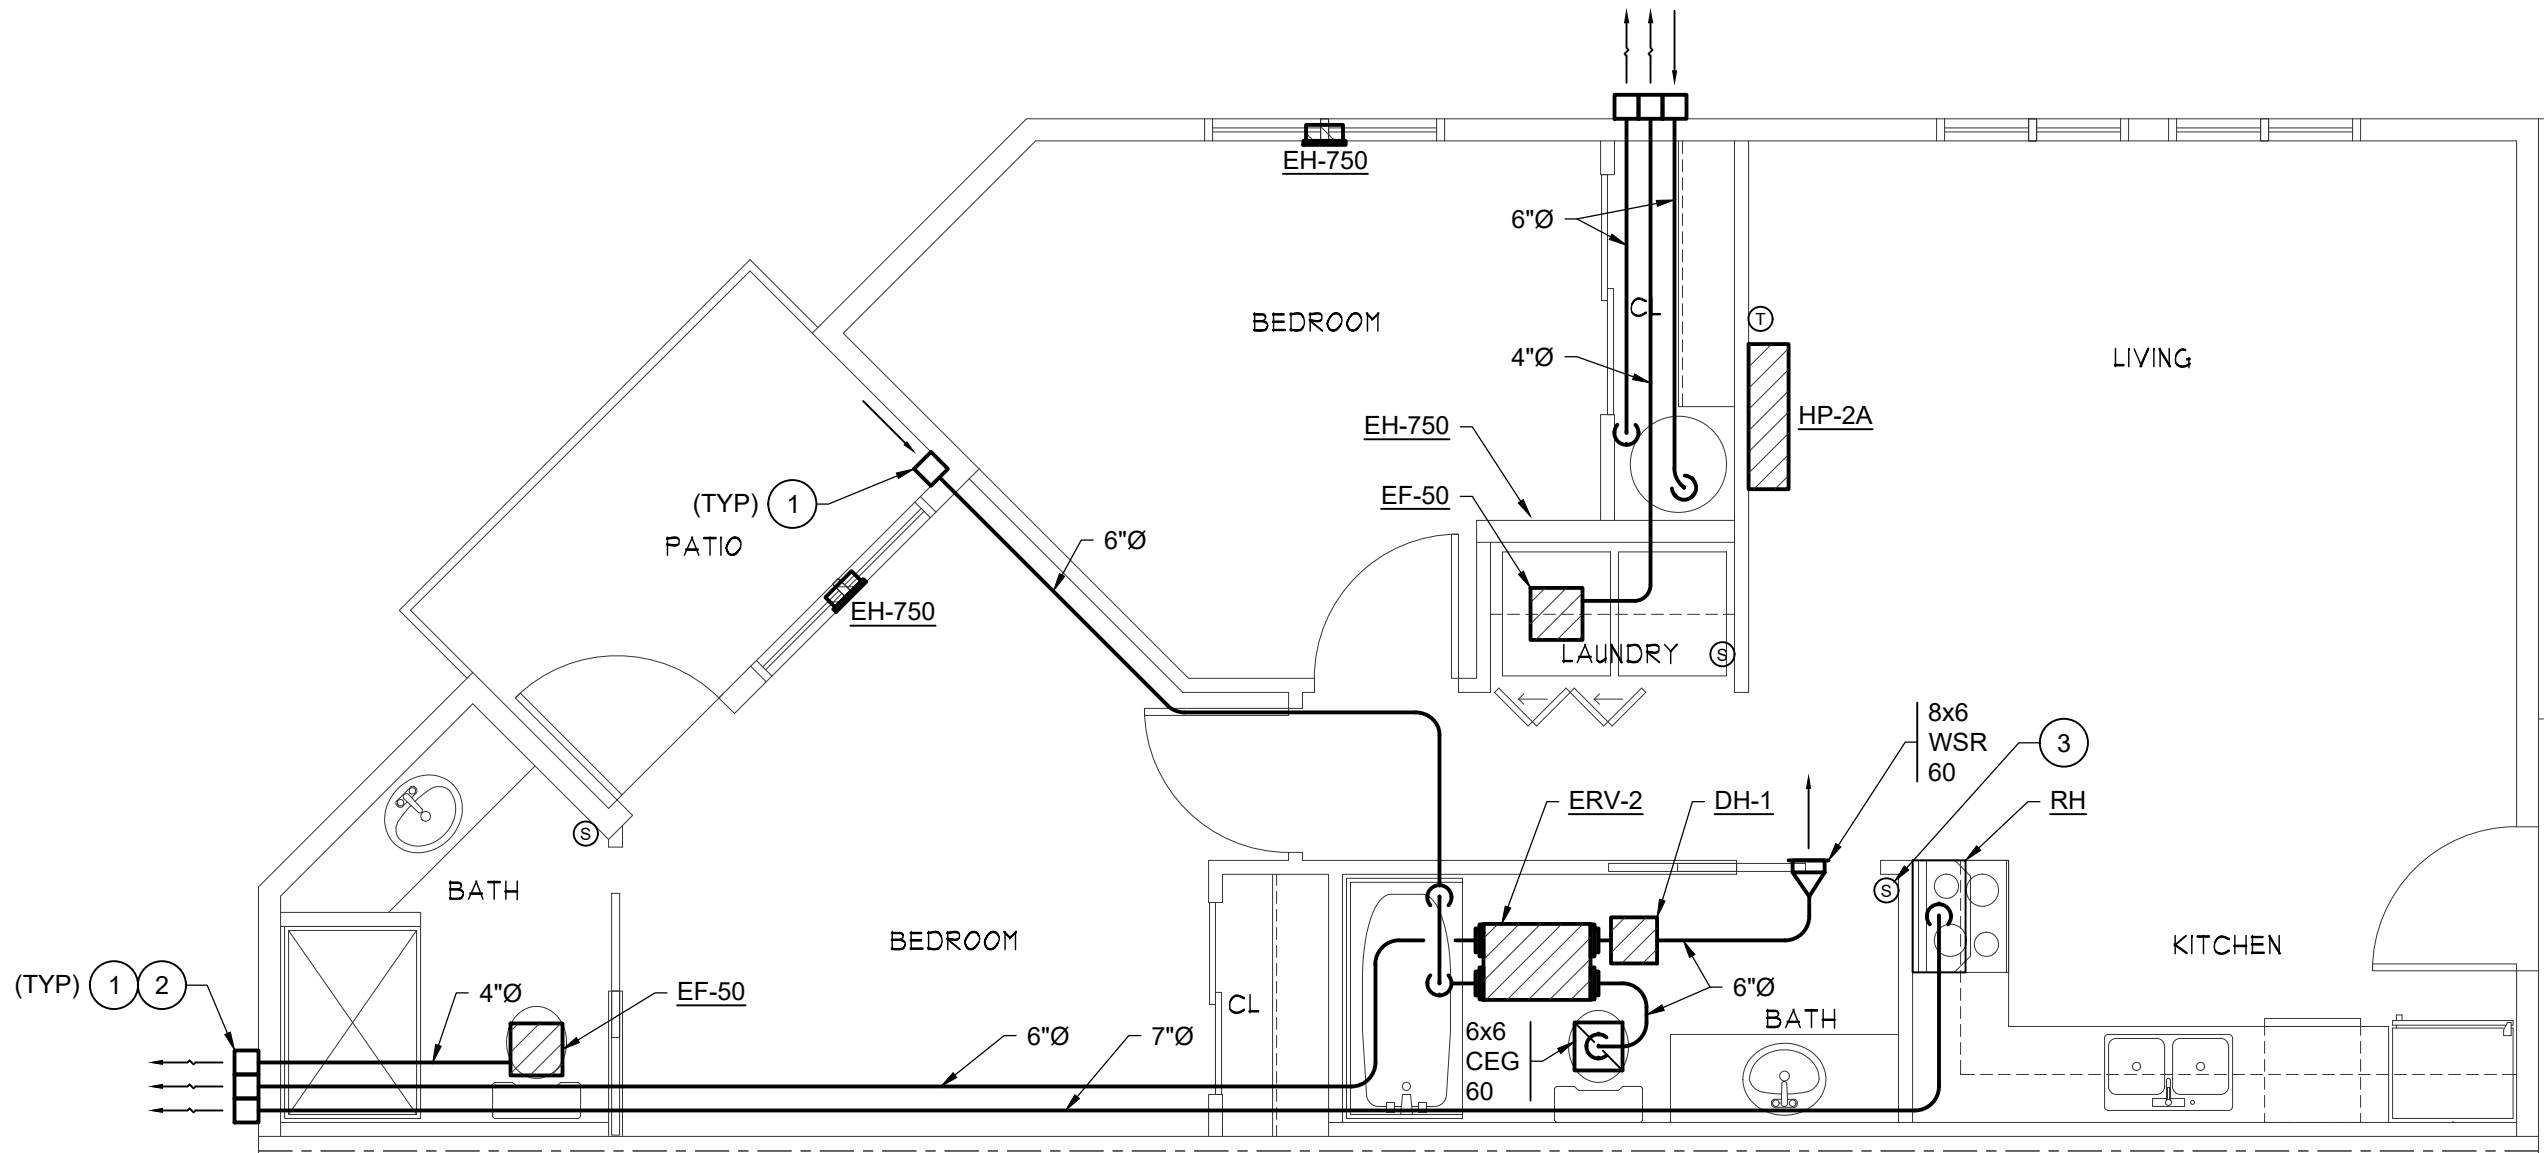 EH-750
6"Ø
BEDROOM
CL
T
LIVING
4"Ø
HP-2A
EH-750
EF-50
(TYP) 1
PATIO
6"Ø
EH-750
LAUNDRY
S
8x6
WSR
60
3
ERV-2
DH-1
RH
S
BATH
S
BEDROOM
KITCHEN
(TYP) 1 2
4"Ø
EF-50
CL
6"Ø
BATH
6"Ø
7"Ø
6x6
CEG
60